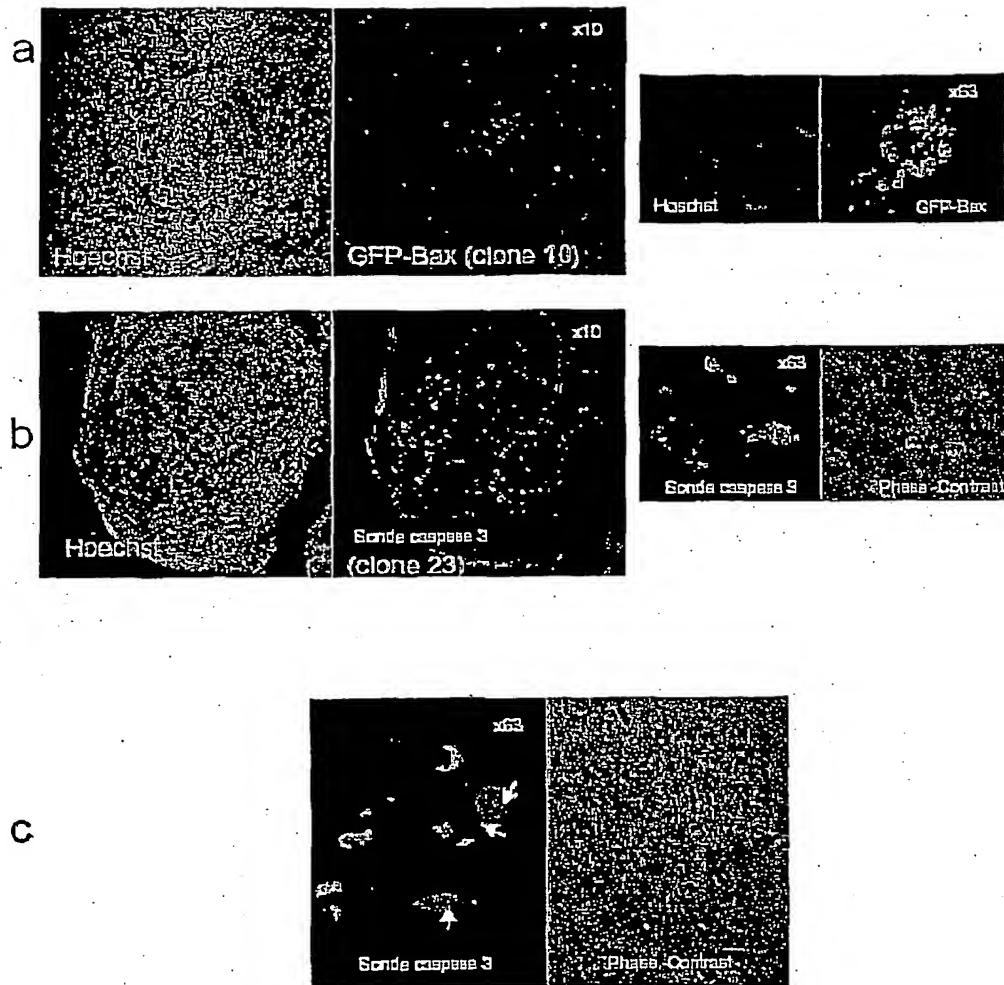 a
x10
Hoechst
GFP-Bax (clone 10)
x63
Hoechst
GFP-Bax
b
x10
Hoechst
Sonde caspase 3
(clone 23)
x63
Sonde caspase 3
Phase Contrast
c
x63
Sonde caspase 3
Phase Contrast